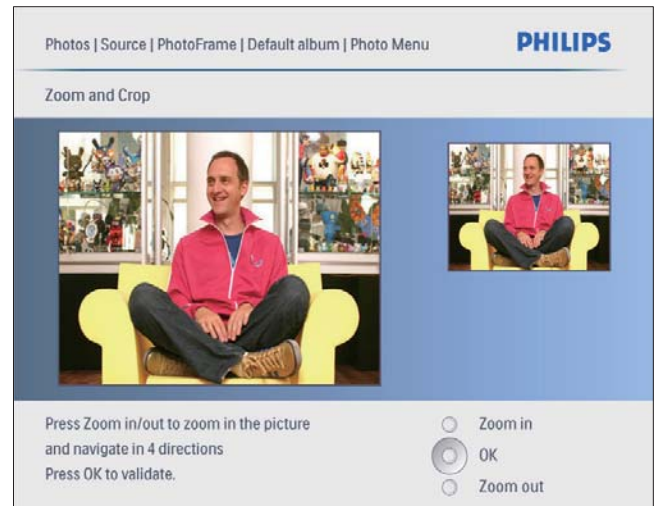 Photos | Source | PhotoFrame | Default album | Photo Menu
PHILIPS
Zoom and Crop
Press Zoom in/out to zoom in the picture
and navigate in 4 directions
Press OK to validate.
Zoom in
OK
Zoom out